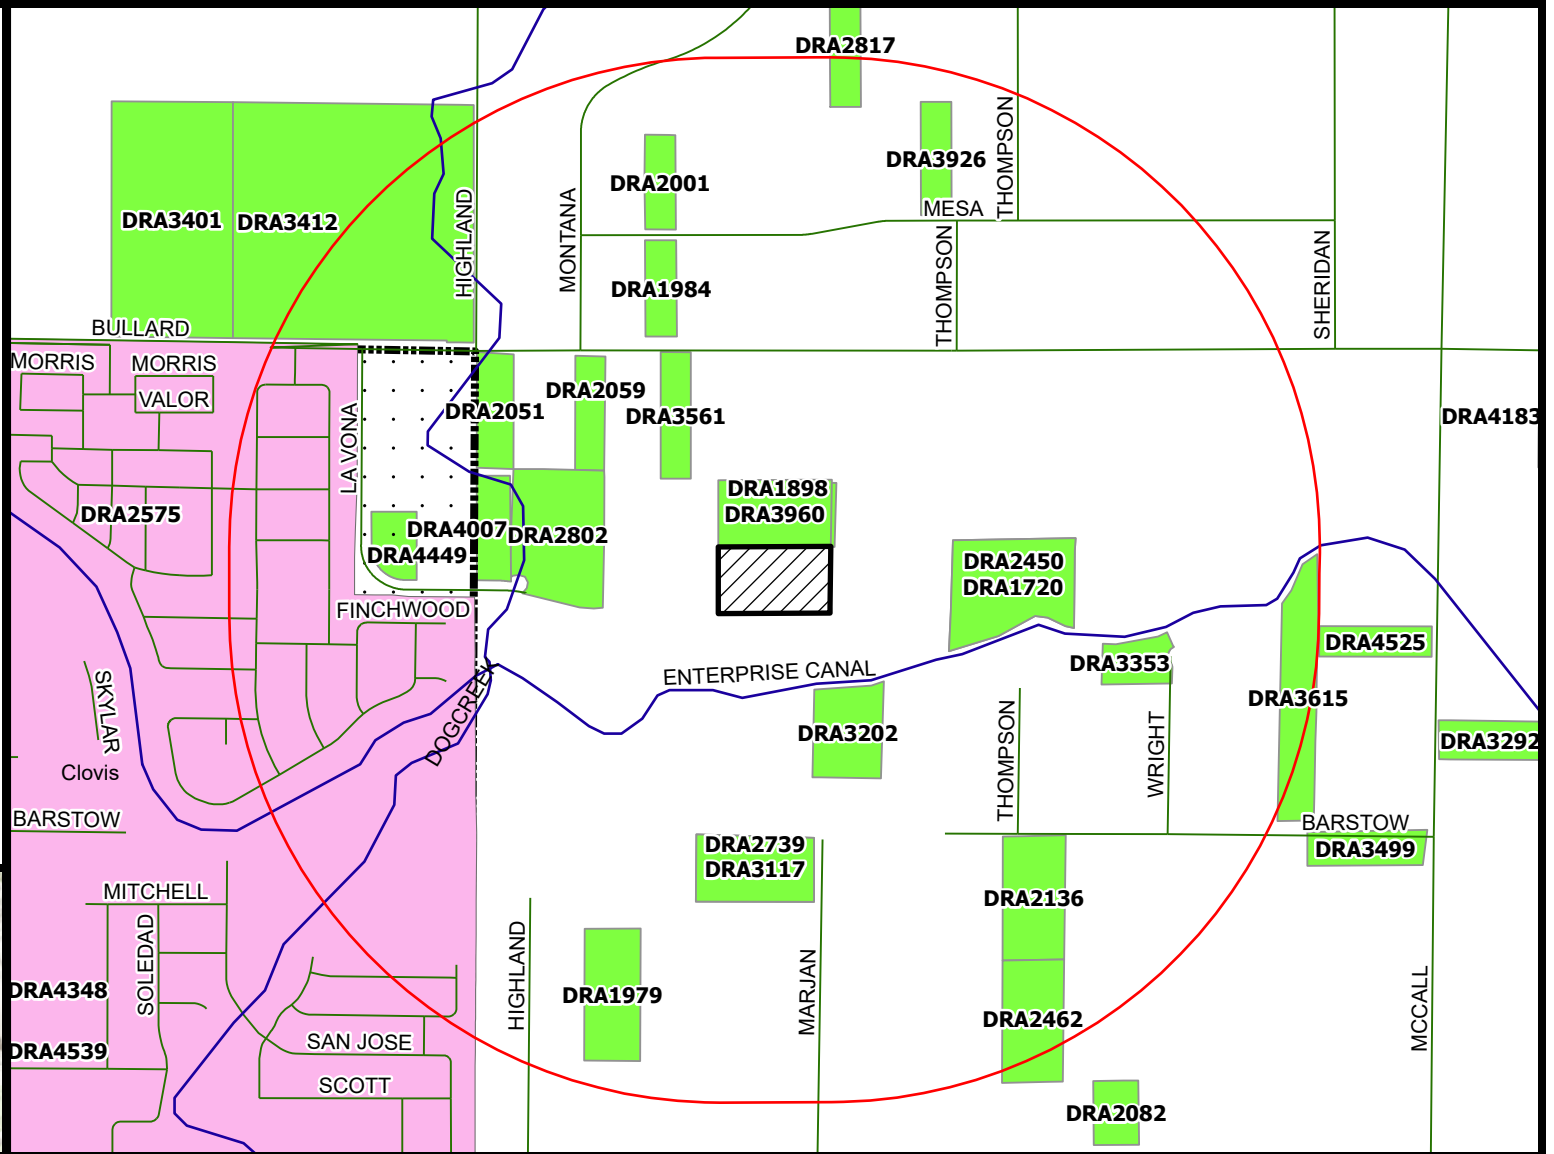 DRA2817
THOMPSON
DRA3926
DRA2001
MESA
DRA3401
DRA3412
HIGHLAND
MONTANA
DRA1984
THOMPSON
SHERIDAN
BULLARD
MORRIS
MORRIS
VALOR
LA VONA
DRA2051
DRA2059
DRA3561
DRA4183
DRA2575
DRA1898
DRA3960
DRA4007
DRA4449
DRA2802
DRA2450
DRA1720
FINCHWOOD
DRA4525
DRA3353
ENTERPRISE CANAL
SKYLAR
DOGCREEK
DRA3615
DRA3202
THOMPSON
WRIGHT
DRA3292
Clovis
BARSTOW
BARSTOW
DRA2739
DRA3117
DRA3499
MITCHELL
SOLEDAD
DRA2136
HIGHLAND
MARJAN
MCCALL
DRA4348
DRA1979
DRA2462
SAN JOSE
DRA4539
SCOTT
DRA2082